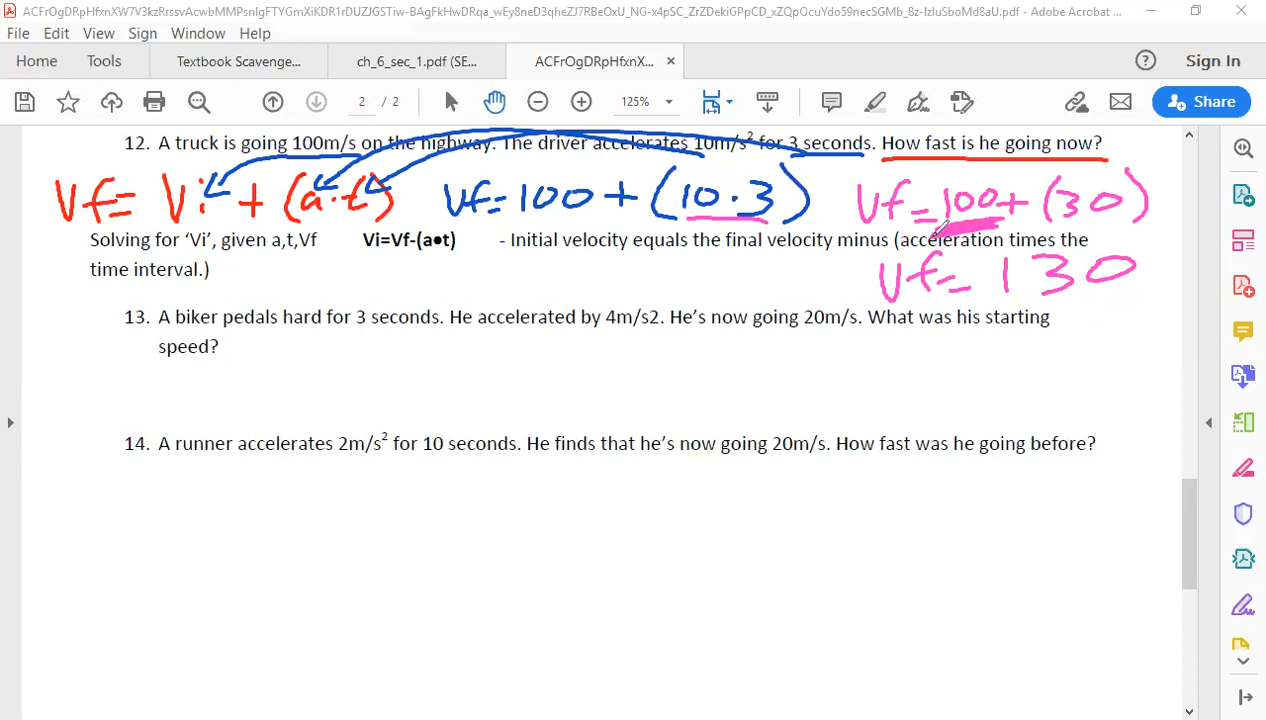 ACFrOgDRpHfxnXW7V3kzRrssvAcwbMMPsnIgFTYGmXiKDR1rDUZJGSTiw-BAgFkHwDRqa_wEy8neD3qheZJ7RBeOxU_NG-x4pSC_ZrZDekiGPpCD_xZQpOcuYdo59necSGMb_8z-IzluSboMd8aU.pdf - Adobe Acrobat ...
File Edit View Sign Window Help
Home Tools Textbook Scavenge... ch_6_sec_1.pdf (SE... ACFrOgDRpHfxnX... × Sign In
2 / 2 125% Share
12. A truck is going 100m/s on the highway. The driver accelerates 10m/s2 for 3 seconds. How fast is he going now?
Vf= Vi + (a·t) Vf= 100 + (10·3) Vf=100+(30)
Solving for ‘Vi’, given a,t,Vf Vi=Vf-(a•t) - Initial velocity equals the final velocity minus (acceleration times the
time interval.)
Vf= 130
13. A biker pedals hard for 3 seconds. He accelerated by 4m/s2. He’s now going 20m/s. What was his starting
speed?
14. A runner accelerates 2m/s2 for 10 seconds. He finds that he’s now going 20m/s. How fast was he going before?